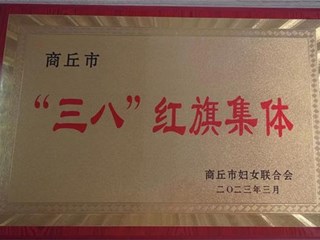 商丘市
“三八”红旗集体
商丘市妇女联合会
二〇二三年三月